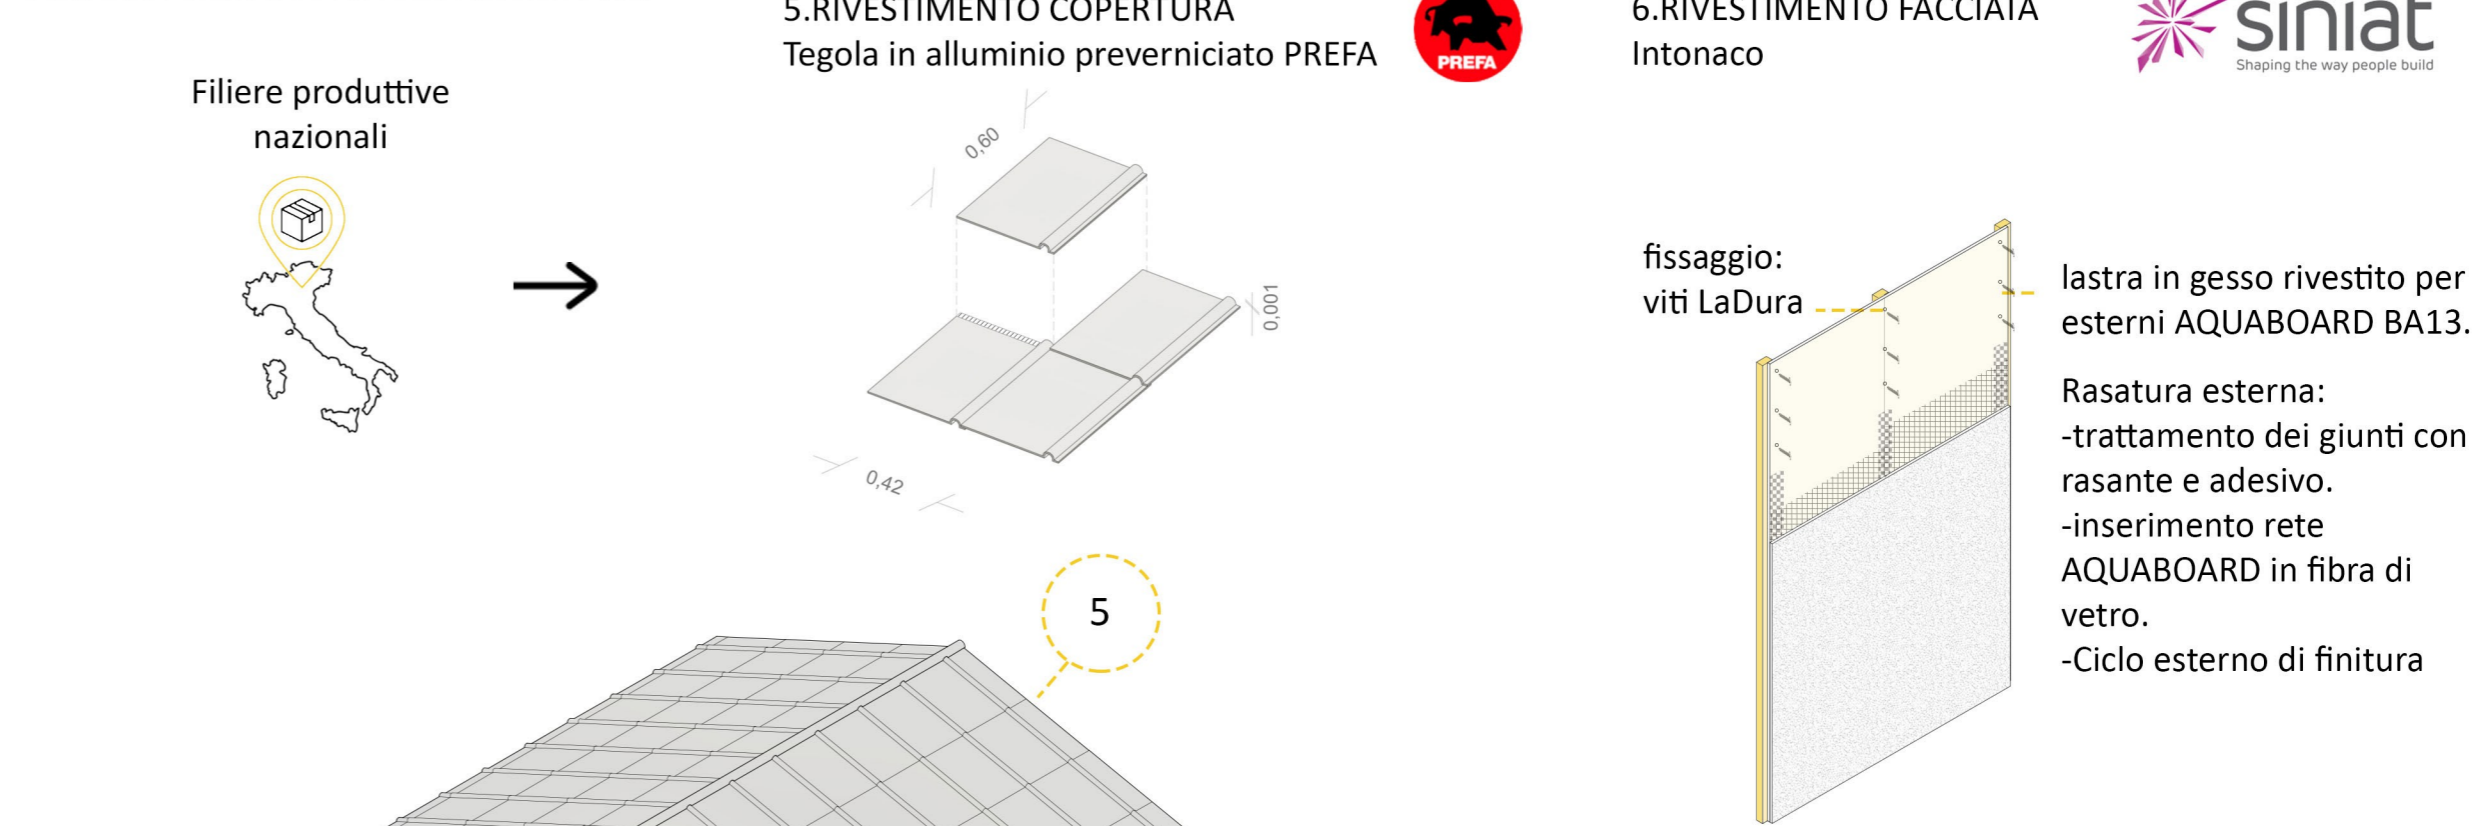 5.RIVESTIMENTO COPERTURA
Tegola in alluminio preverniciato PREFA
PREFA
6.RIVESTIMENTO FACCIATA
Intonaco
siniat
Shaping the way people build
Filiere produttive
nazionali
0,60
0,001
0,42
5
fissaggio:
viti LaDura
lastra in gesso rivestito per
esterni AQUABOARD BA13.
Rasatura esterna:
-trattamento dei giunti con
rasante e adesivo.
-inserimento rete
AQUABOARD in fibra di
vetro.
-Ciclo esterno di finitura